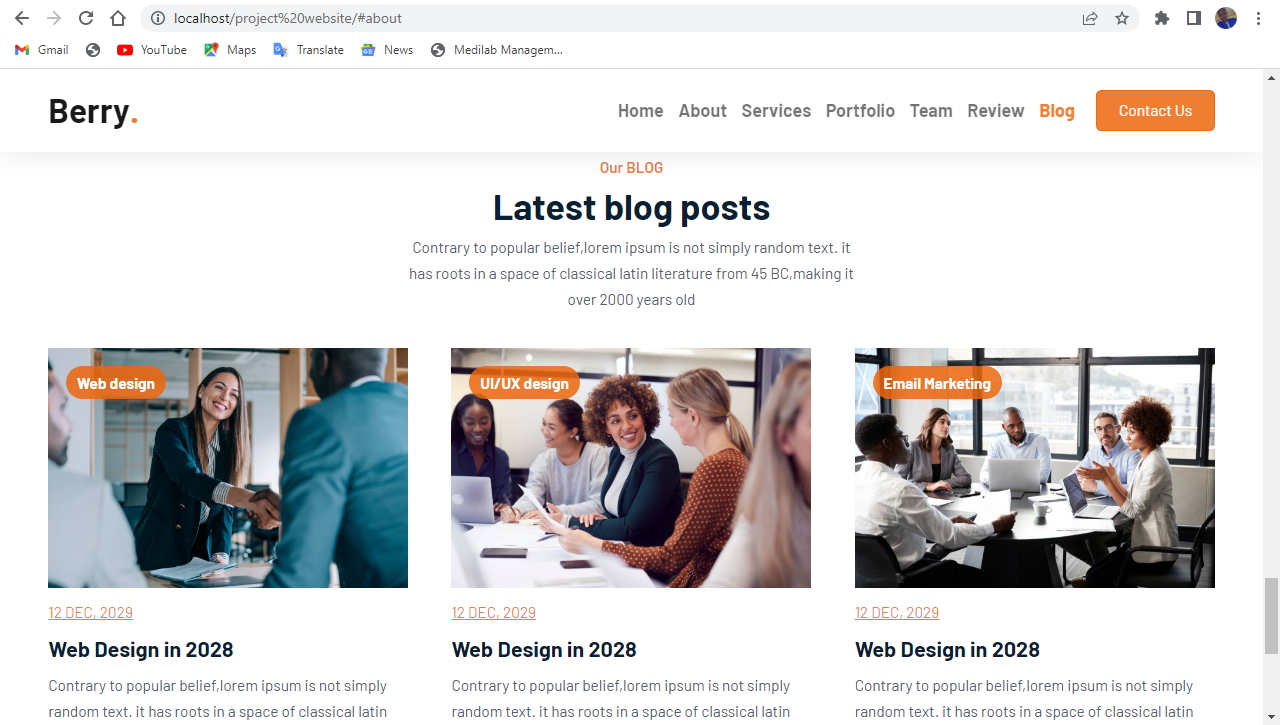 localhost/project%20website/#about
Gmail YouTube Maps Translate News Medilab Managem...
Berry.
Home About Services Portfolio Team Review Blog Contact Us
Our BLOG
Latest blog posts
Contrary to popular belief,lorem ipsum is not simply random text. it
has roots in a space of classical latin literature from 45 BC,making it
over 2000 years old
Web design
UI/UX design
Email Marketing
12 DEC, 2029
Web Design in 2028
Contrary to popular belief,lorem ipsum is not simply
random text. it has roots in a space of classical latin
12 DEC, 2029
Web Design in 2028
Contrary to popular belief,lorem ipsum is not simply
random text. it has roots in a space of classical latin
12 DEC, 2029
Web Design in 2028
Contrary to popular belief,lorem ipsum is not simply
random text. it has roots in a space of classical latin